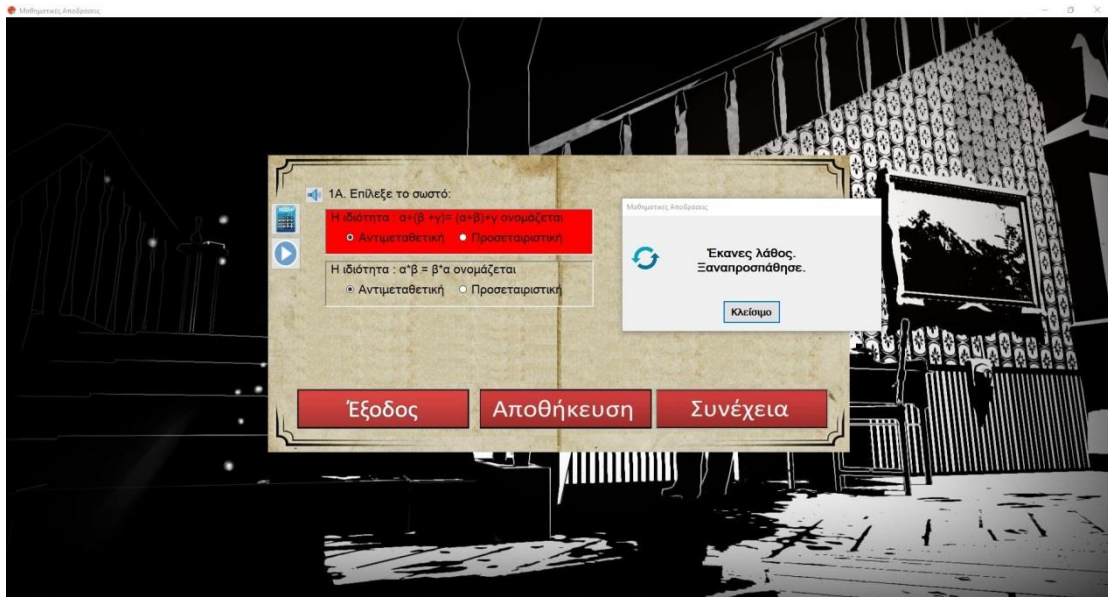 Μαθηματικές Αποδράσεις
1Α. Επίλεξε το σωστό:
Η ιδιότητα : α+(β +γ)= (α+β)+γ ονομάζεται
Αντιμεταθετική Προσεταιριστική
Η ιδιότητα : α*β = β*α ονομάζεται
Αντιμεταθετική Προσεταιριστική
Μαθηματικές Αποδράσεις
Έκανες λάθος.
Ξαναπροσπάθησε.
Κλείσιμο
Έξοδος Αποθήκευση Συνέχεια